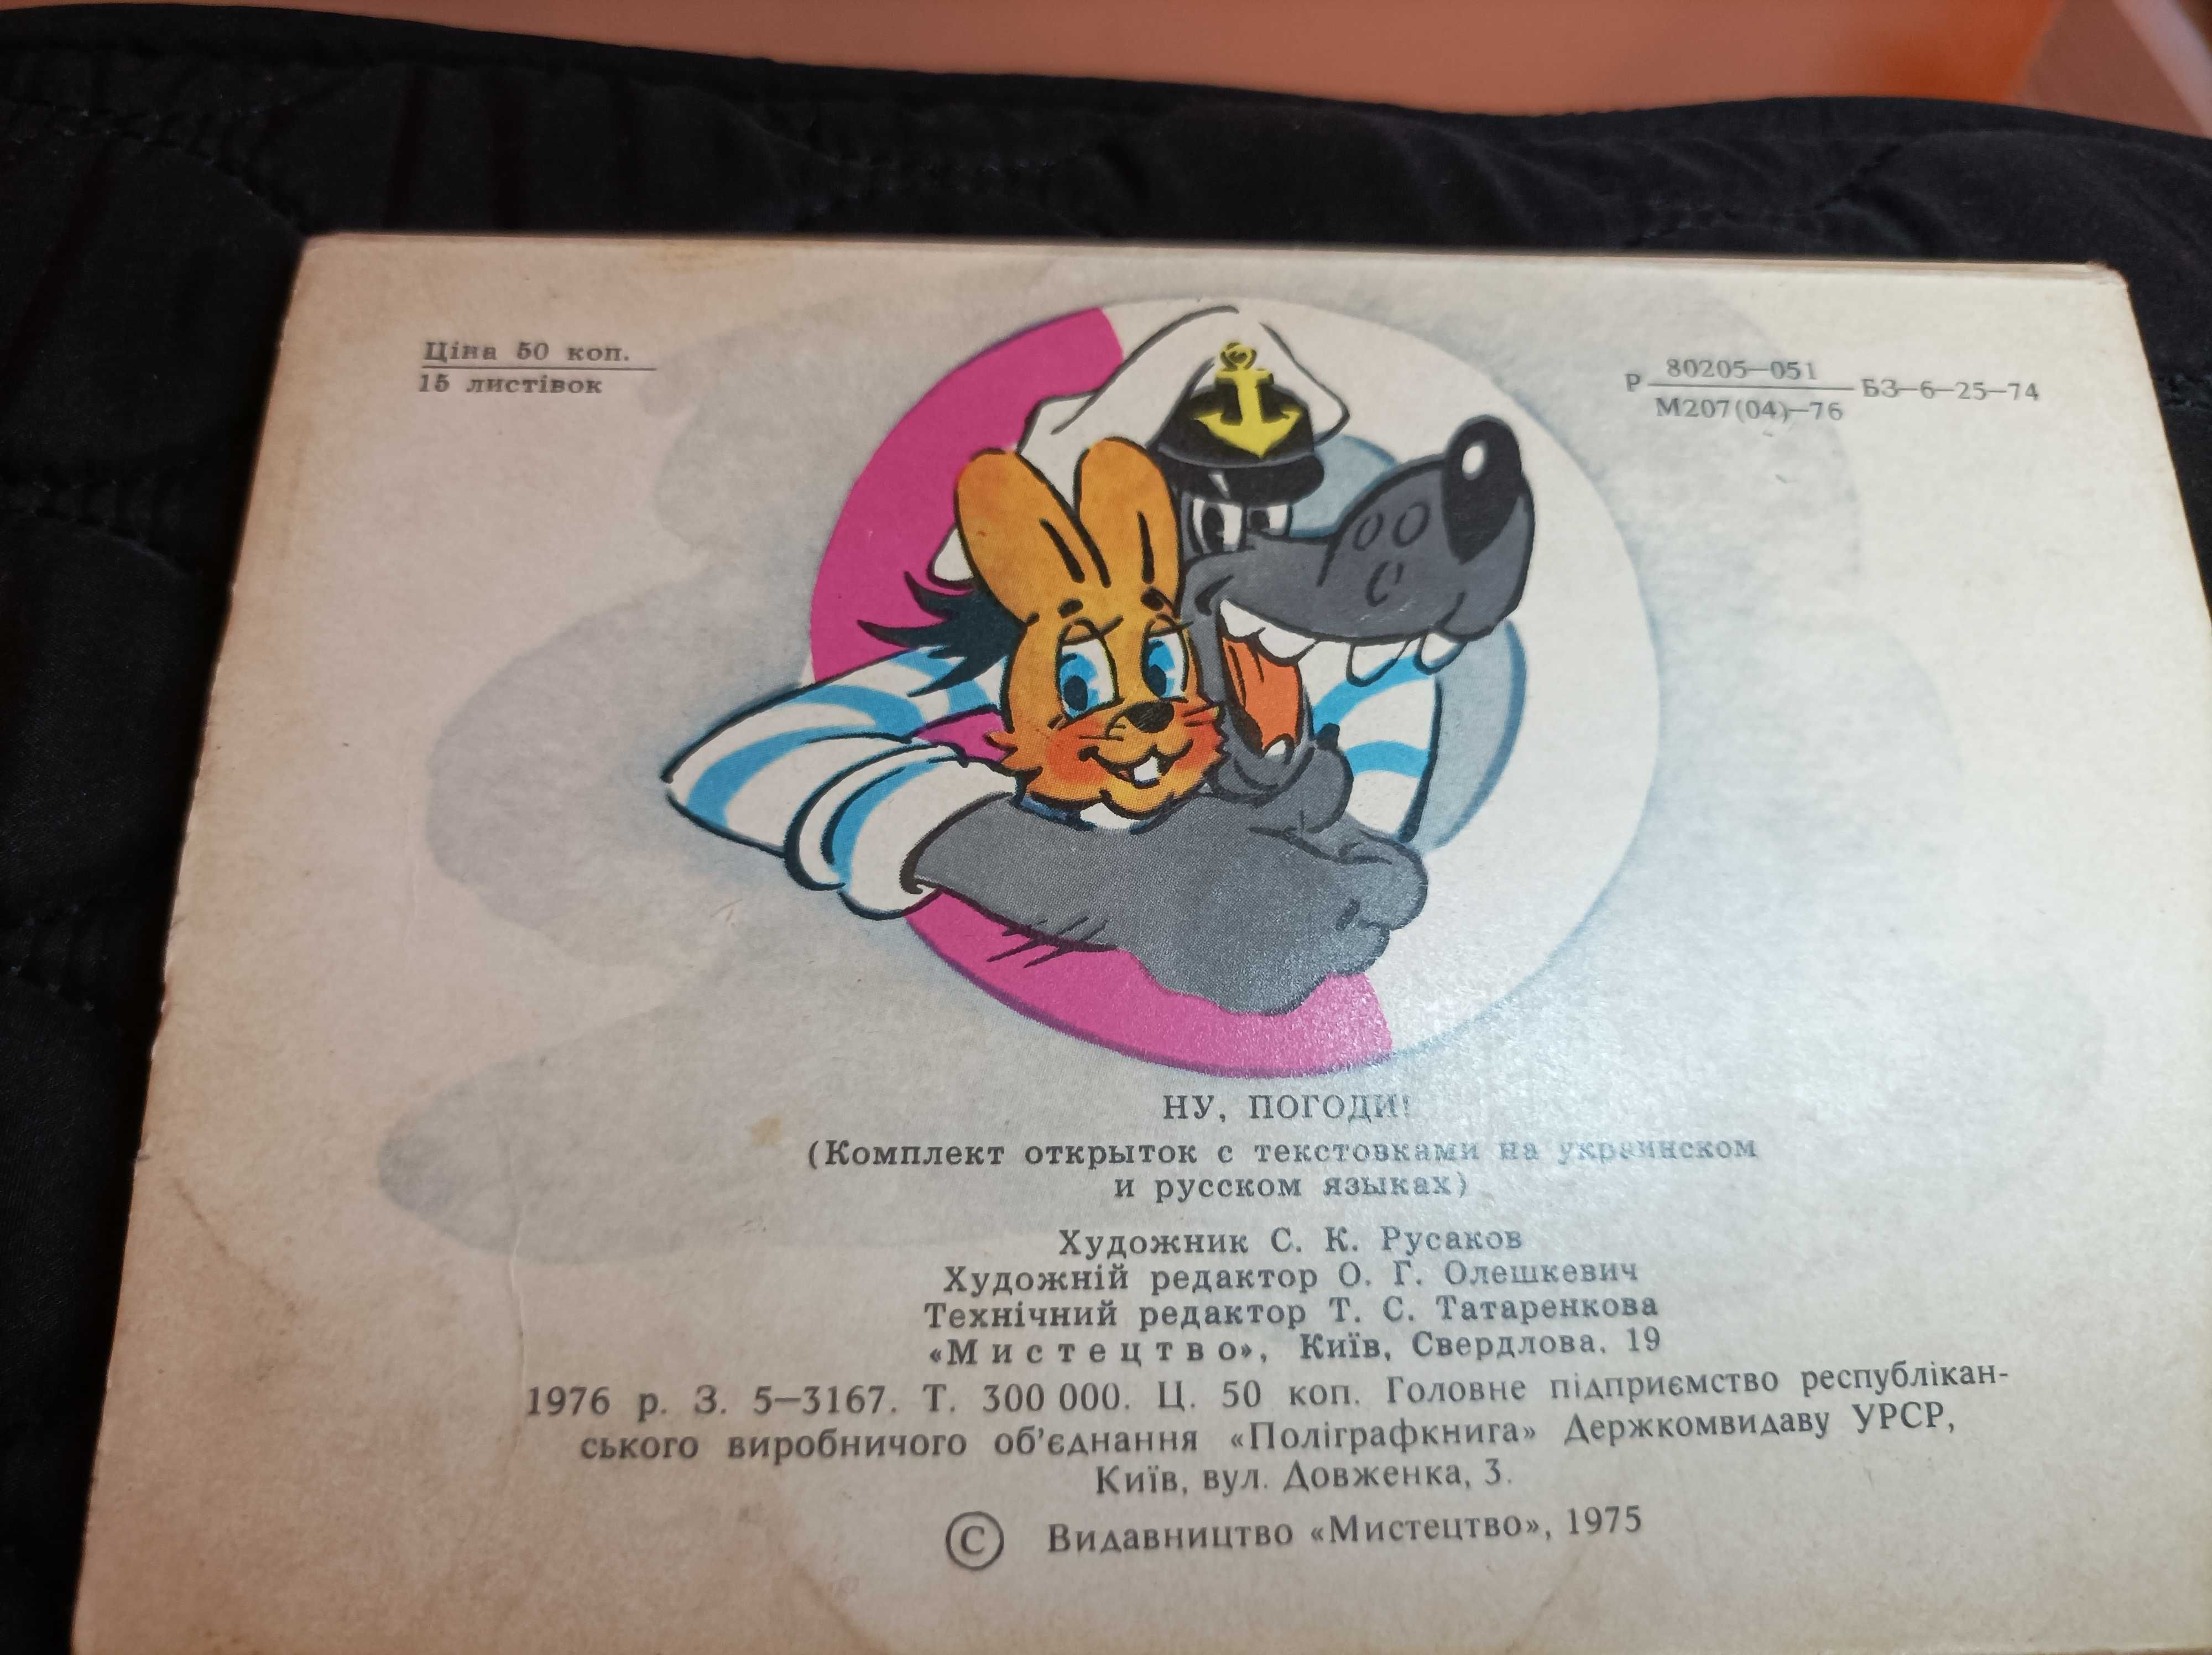 Ціна 50 коп.
15 листівок
Р 80205—051 БЗ—6—25—74
М207(04)—76
НУ, ПОГОДИ!
(Комплект открыток с текстовками на украинском
и русском языках)
Художник С. К. Русаков
Художній редактор О. Г. Олешкевич
Технічний редактор Т. С. Татаренкова
«Мистецтво», Київ, Свердлова, 19
1976 р. З. 5—3167. Т. 300 000. Ц. 50 коп. Головне підприємство республікан-
ського виробничого об'єднання «Поліграфкнига» Держкомвидаву УРСР,
Київ, вул. Довженка, 3.
© Видавництво «Мистецтво», 1975